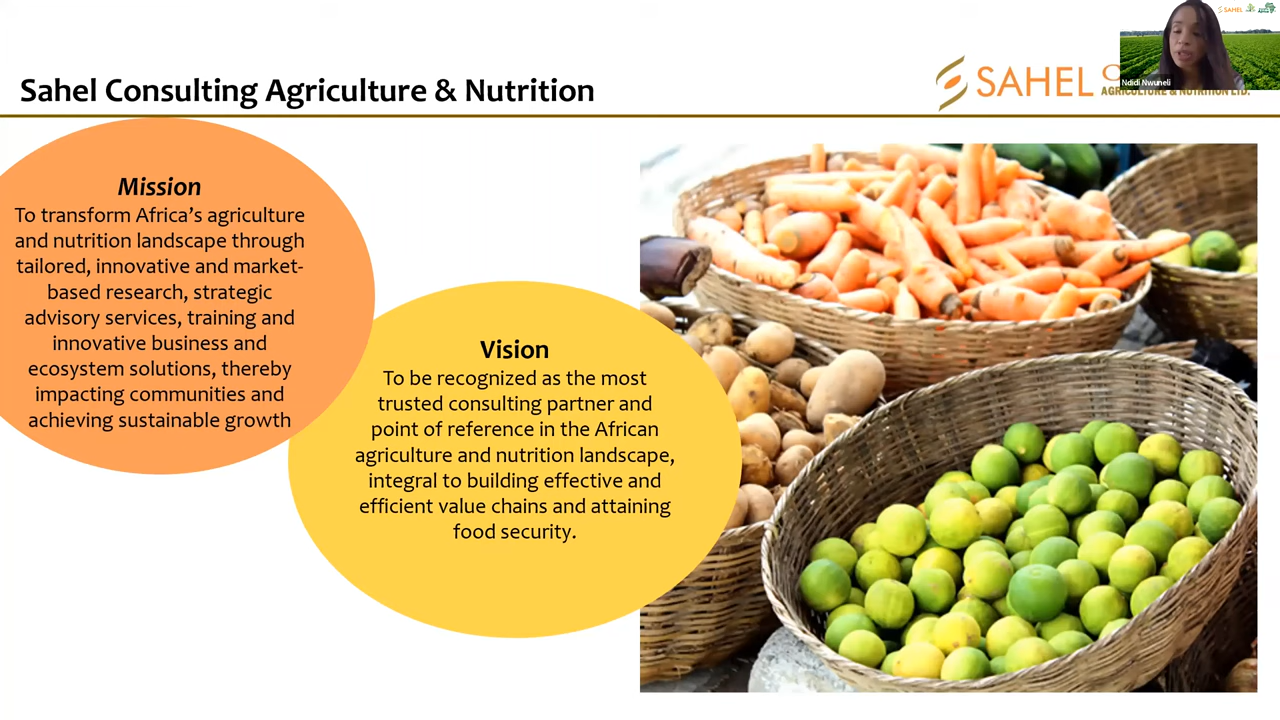 SAHEL
Ndidi Nwuneli
Sahel Consulting Agriculture & Nutrition
SAHEL
AGRICULTURE & NUTRITION LTD.
Mission
To transform Africa's agriculture
and nutrition landscape through
tailored, innovative and market-
based research, strategic
advisory services, training and
innovative business and
ecosystem solutions, thereby
impacting communities and
achieving sustainable growth
Vision
To be recognized as the most
trusted consulting partner and
point of reference in the African
agriculture and nutrition landscape,
integral to building effective and
efficient value chains and attaining
food security.